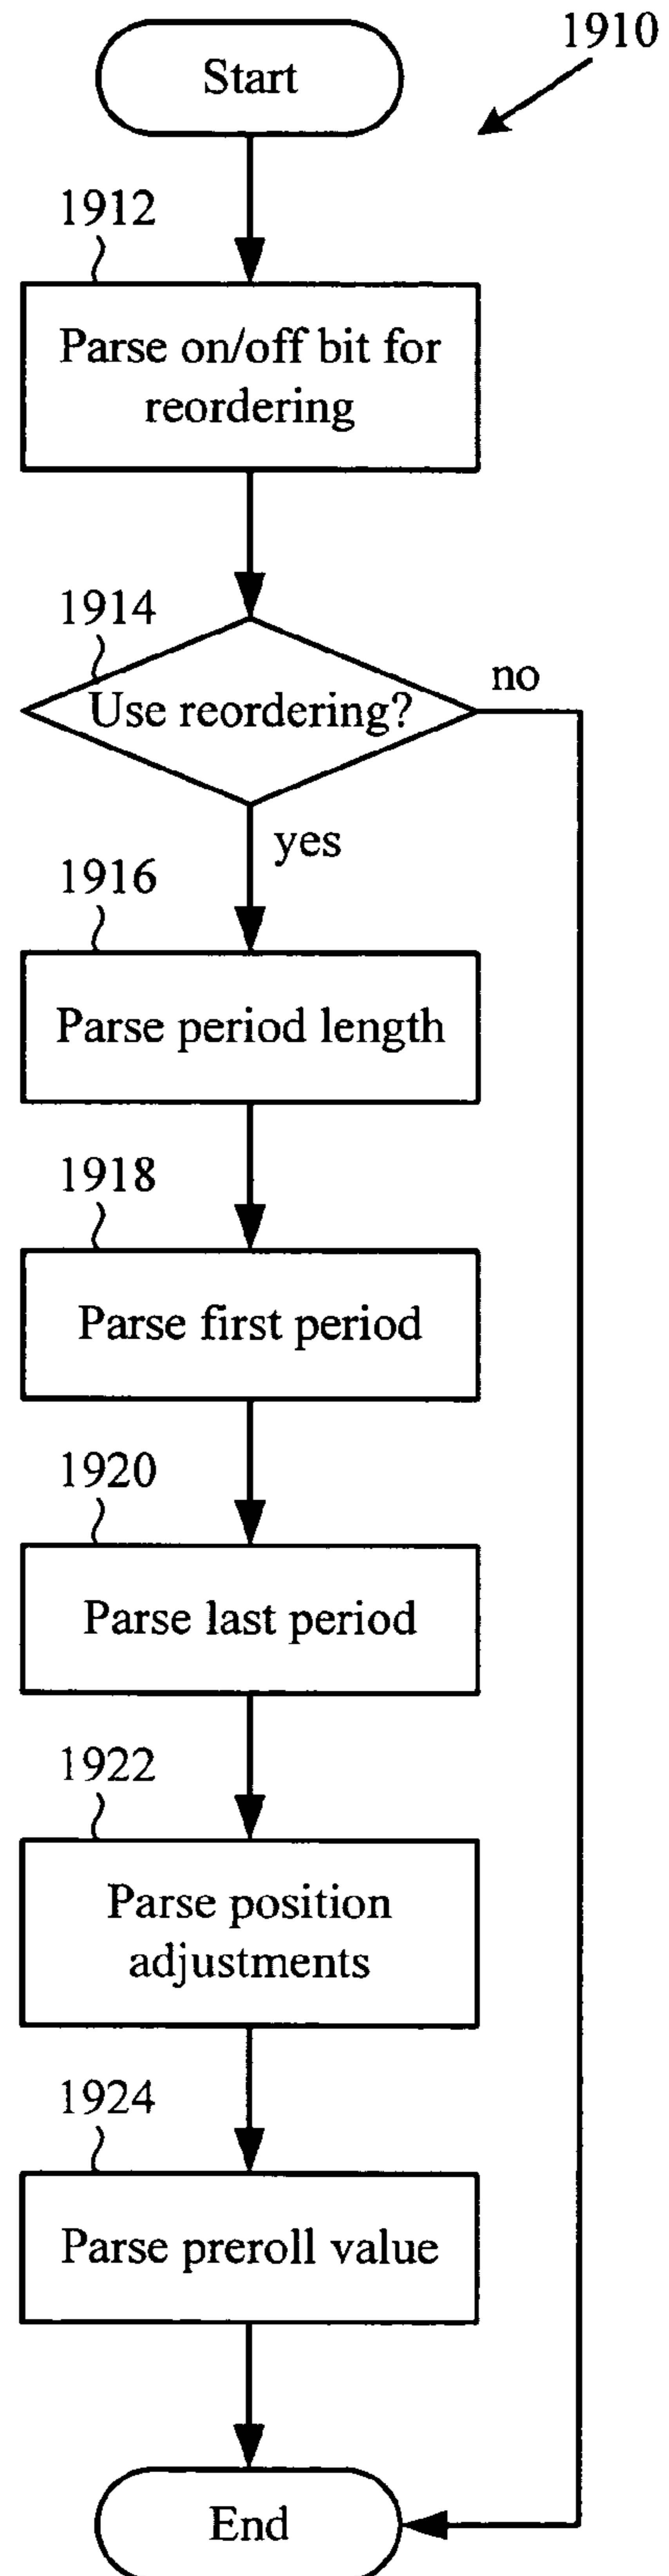 1910
Start
1912
Parse on/off bit for
reordering
1914
Use reordering?
no
yes
1916
Parse period length
1918
Parse first period
1920
Parse last period
1922
Parse position
adjustments
1924
Parse preroll value
End